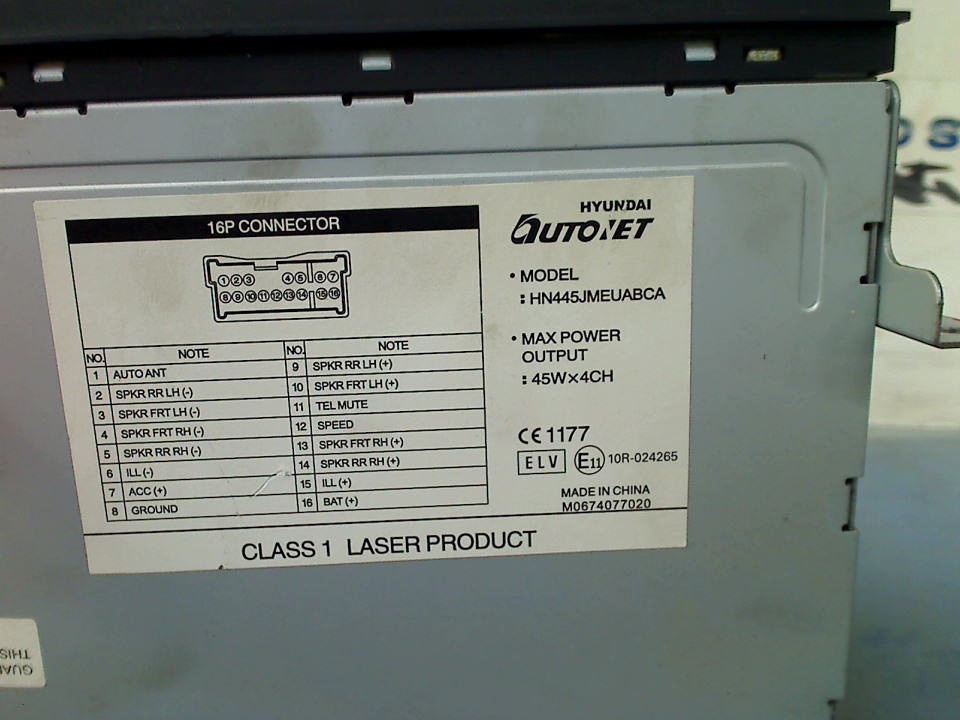 16P CONNECTOR
1 2 3 4 5 6 7
8 9 10 11 12 13 14 15 16
NO. NOTE NO. NOTE
1 AUTO ANT 9 SPKR RR LH (+)
2 SPKR RR LH (-) 10 SPKR FRT LH (+)
3 SPKR FRT LH (-) 11 TEL MUTE
4 SPKR FRT RH (-) 12 SPEED
5 SPKR RR RH (-) 13 SPKR FRT RH (+)
6 ILL (-) 14 SPKR RR RH (+)
7 ACC (+) 15 ILL (+)
8 GROUND 16 BAT (+)
HYUNDAI
AUTONET
• MODEL
: HN445JMEUABCA
• MAX POWER
OUTPUT
: 45W×4CH
CE 1177
ELV E11 10R-024265
MADE IN CHINA
M0674077020
CLASS 1 LASER PRODUCT
THIS